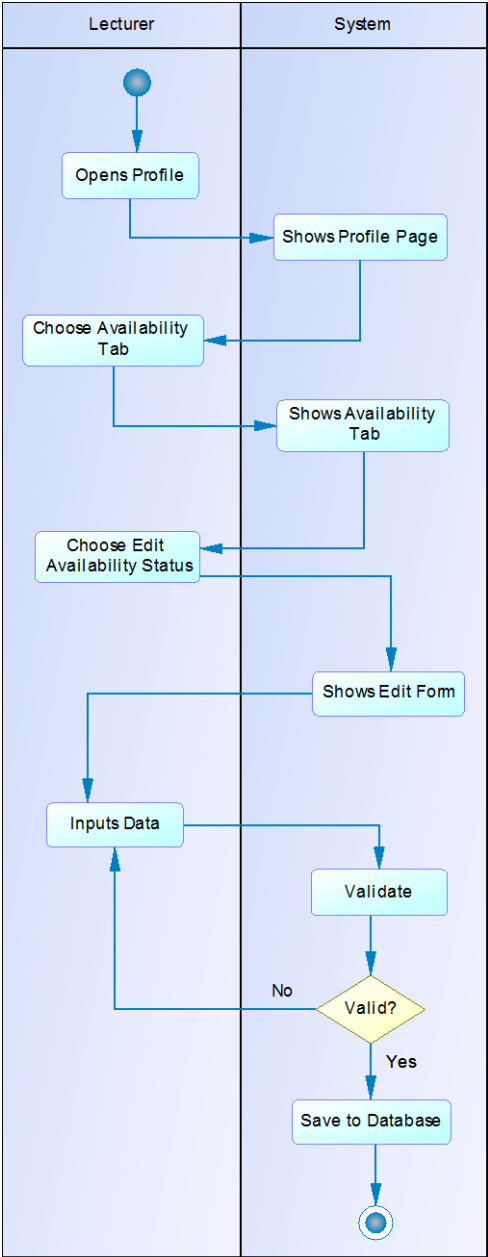 Lecturer
System
Opens Profile
Shows Profile Page
Choose Availability
Tab
Shows Availability
Tab
Choose Edit
Availability Status
Shows Edit Form
Inputs Data
Validate
No
Valid?
Yes
Save to Database